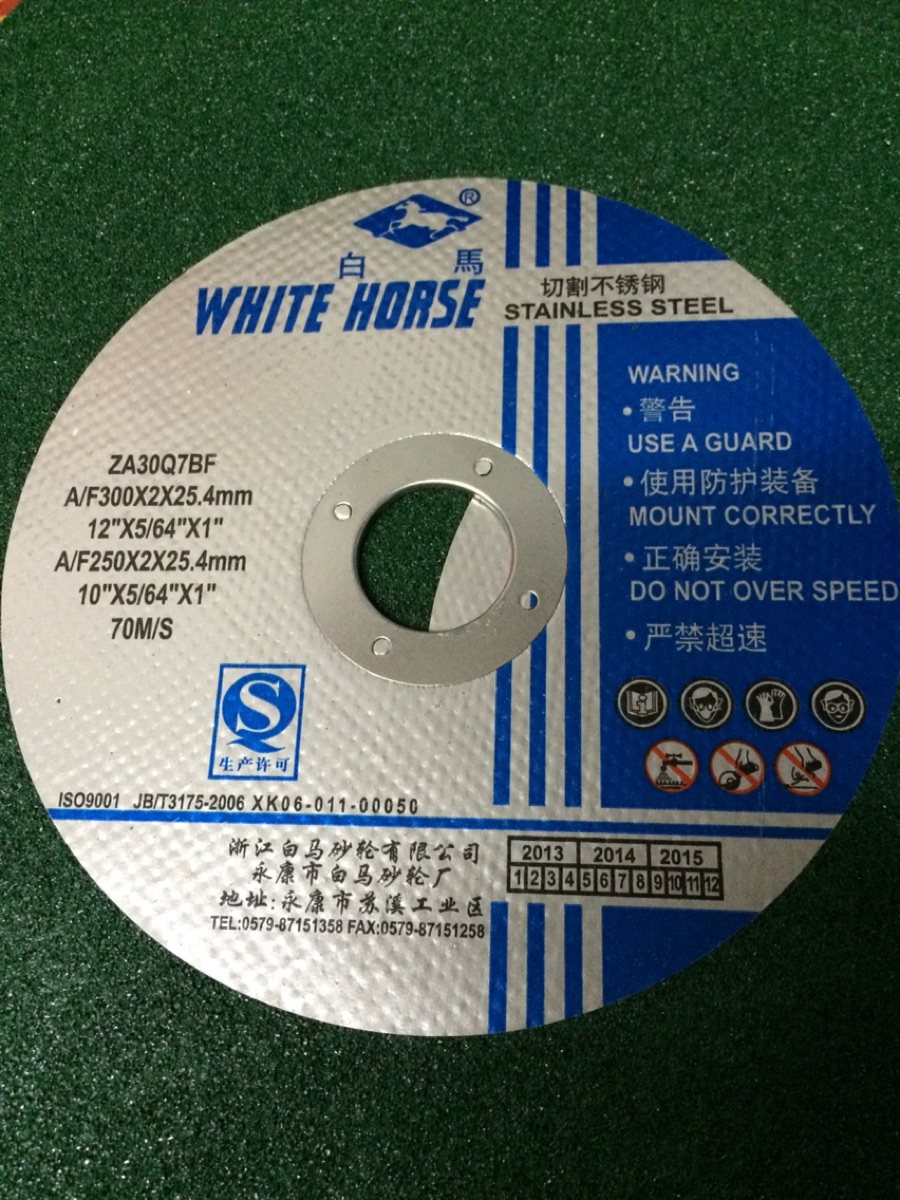 ®
白 馬
WHITE HORSE
切割不锈钢
STAINLESS STEEL
ZA30Q7BF
A/F300X2X25.4mm
12"X5/64"X1"
A/F250X2X25.4mm
10"X5/64"X1"
70M/S
WARNING
• 警告
USE A GUARD
• 使用防护装备
MOUNT CORRECTLY
• 正确安装
DO NOT OVER SPEED
• 严禁超速
生产许可
ISO9001 JB/T3175-2006 XK06-011-00050
浙江白马砂轮有限公司
永康市白马砂轮厂
地址:永康市苏溪工业区
TEL:0579-87151358 FAX:0579-87151258
2013 2014 2015
1 2 3 4 5 6 7 8 9 10 11 12